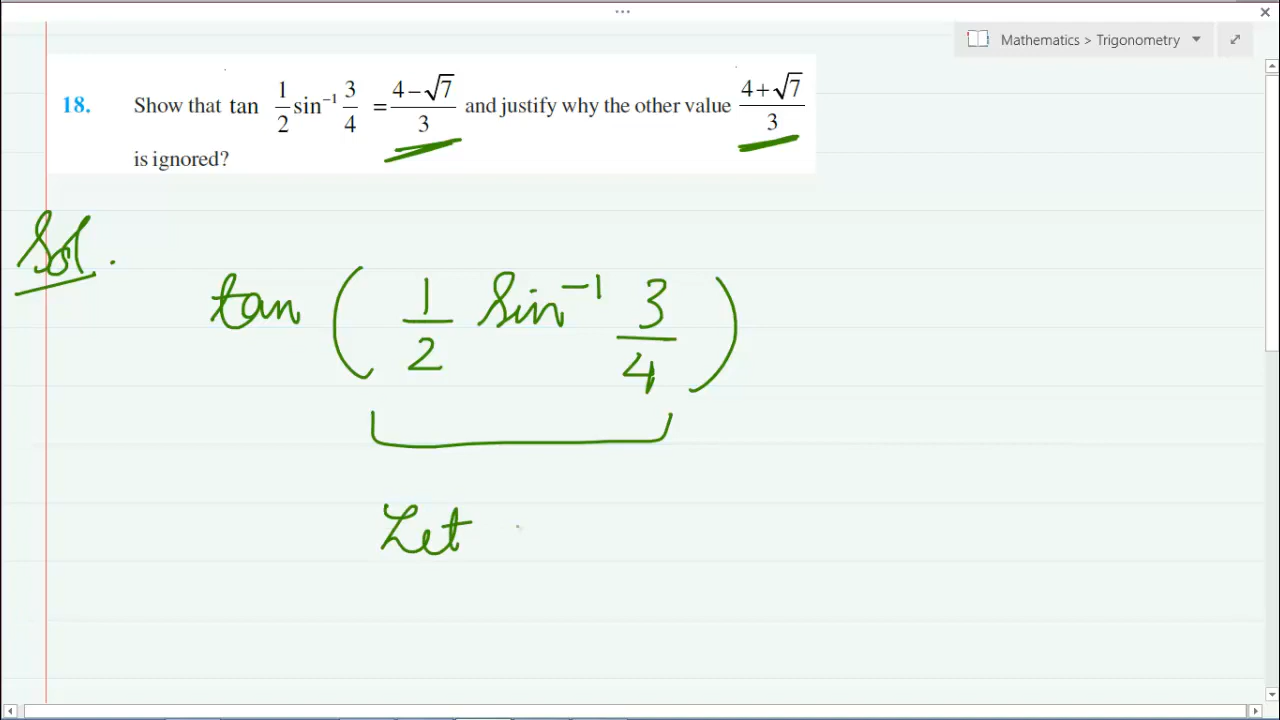 Mathematics > Trigonometry
18. Show that tan 1/2 sin⁻¹ 3/4 = (4−√7)/3 and justify why the other value (4+√7)/3
is ignored?
Sol.
tan ( 1/2 sin⁻¹ 3/4 )
Let